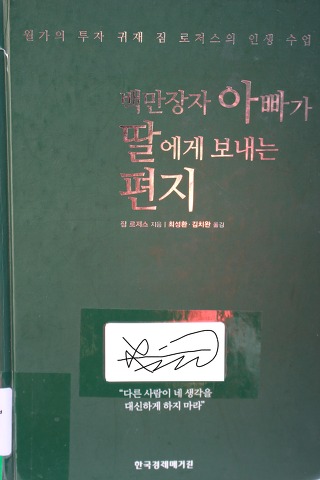 월가의 투자 귀재 짐 로저스의 인생 수업
백만장자 아빠가
딸에게 보내는
편지
짐 로저스 지음 | 최성환·김치완 옮김
"다른 사람이 네 생각을
대신하게 하지 마라"
한국경제매거진